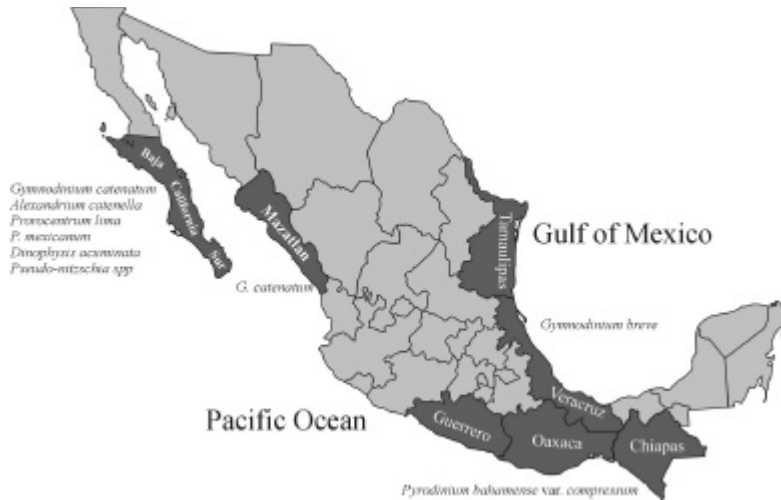 Baja
California
Sur
Gymnodinium catenatum
Alexandrium catenella
Prorocentrum lima
P. mexicanum
Dinophysis acuminata
Pseudo-nitzschia spp
Mazatlan
G. catenatum
Tamaulipas
Gulf of Mexico
Gymnodinium breve
Veracruz
Pacific Ocean
Guerrero
Oaxaca
Chiapas
Pyrodinium bahamense var. compressum